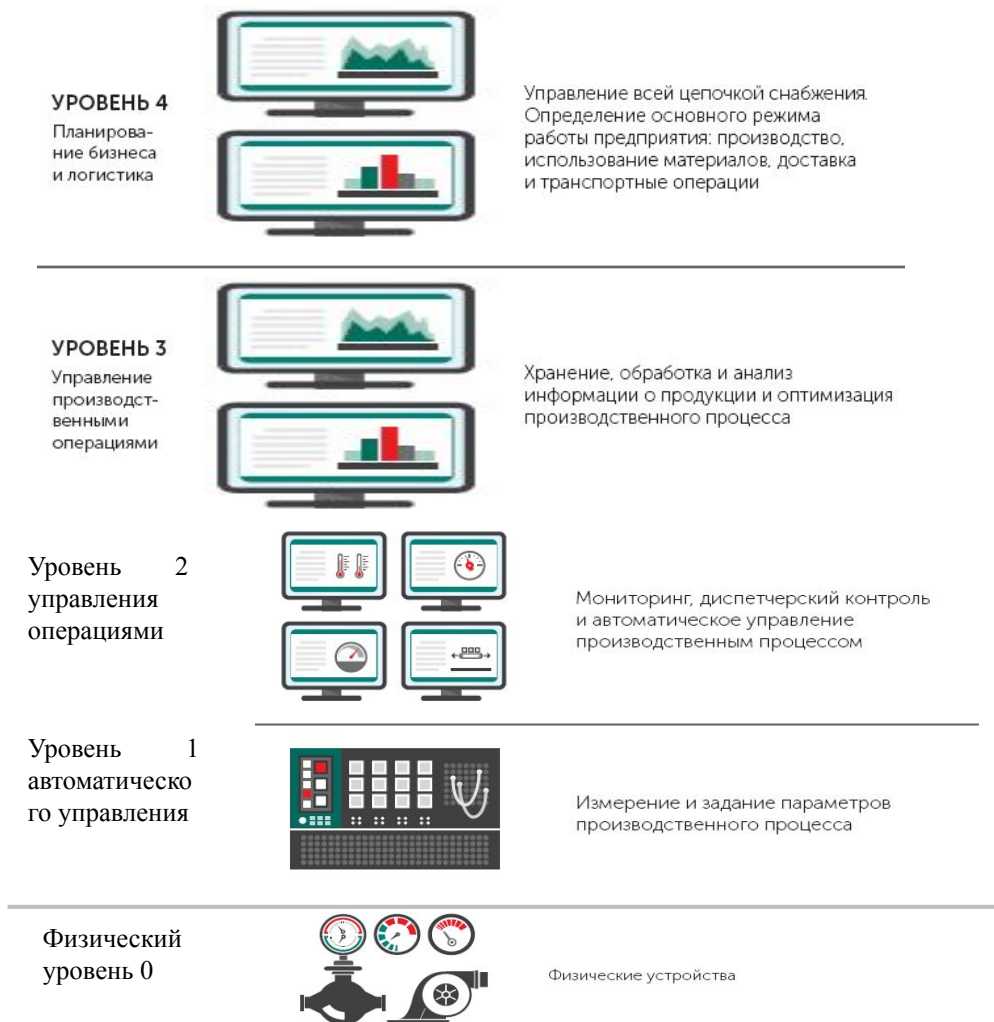 УРОВЕНЬ 4
Планирова-
ние бизнеса
и логистика
Управление всей цепочкой снабжения.
Определение основного режима
работы предприятия: производство,
использование материалов, доставка
и транспортные операции
УРОВЕНЬ 3
Управление
производст-
венными
операциями
Хранение, обработка и анализ
информации о продукции и оптимизация
производственного процесса
Уровень 2
управления
операциями
Мониторинг, диспетчерский контроль
и автоматическое управление
производственным процессом
Уровень 1
автоматическо
го управления
Измерение и задание параметров
производственного процесса
Физический
уровень 0
Физические устройства